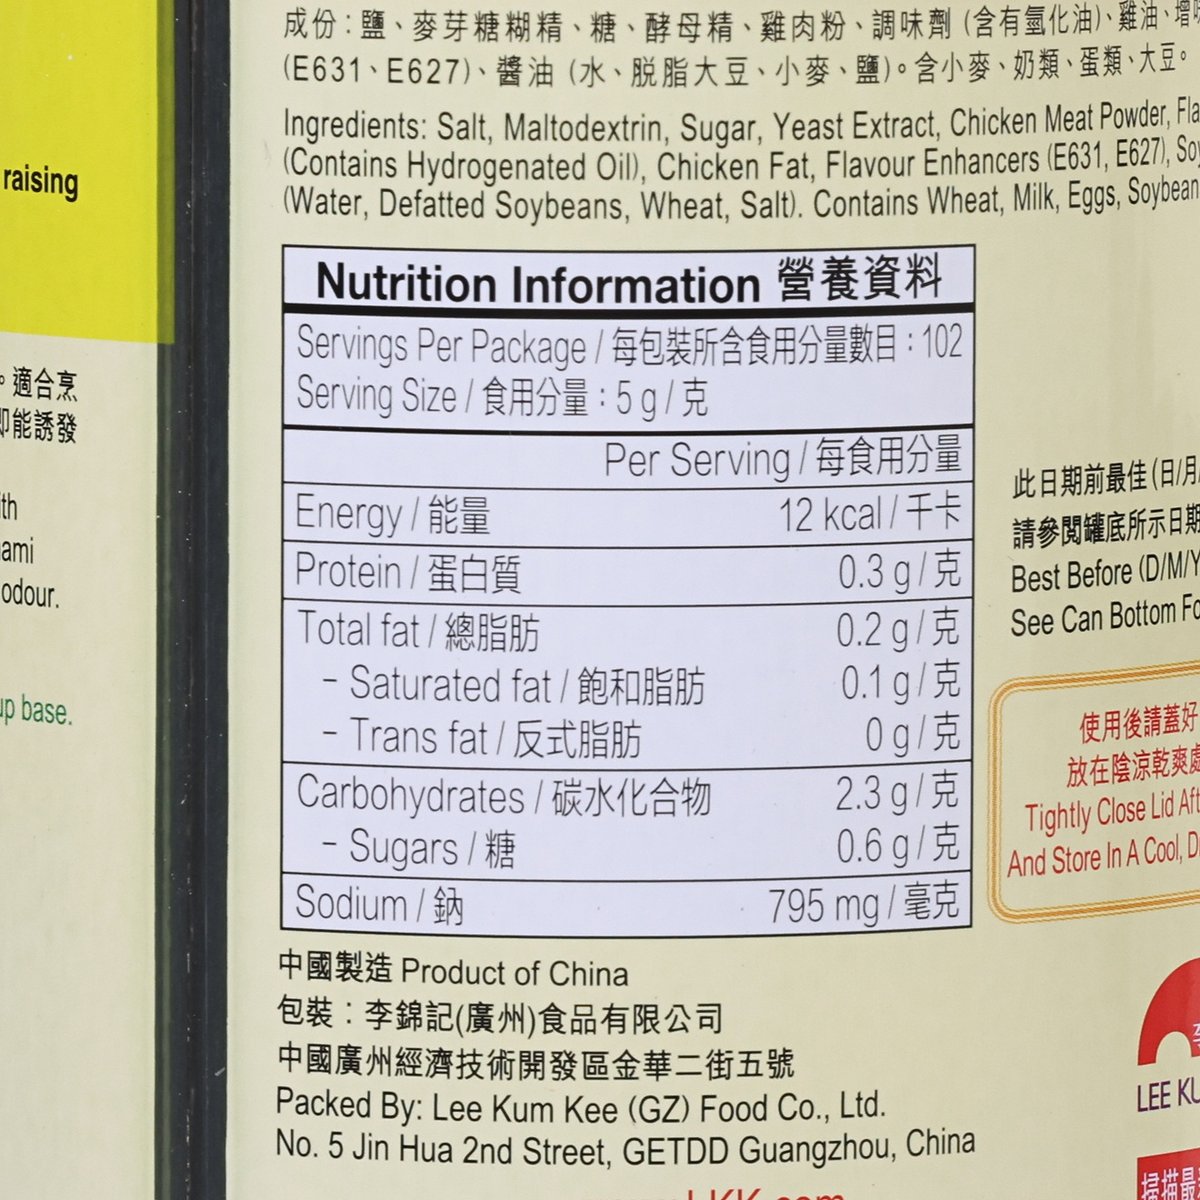 raising
。適合烹
即能誘發
ami
odour.
base.
成份：鹽、麥芽糖糊精、糖、酵母精、雞肉粉、調味劑 (含有氫化油)、雞油、增味
(E631、E627)、醬油 (水、脱脂大豆、小麥、鹽)。含小麥、奶類、蛋類、大豆。
Ingredients: Salt, Maltodextrin, Sugar, Yeast Extract, Chicken Meat Powder,
(Contains Hydrogenated Oil), Chicken Fat, Flavour Enhancers (E631, E627),
(Water, Defatted Soybeans, Wheat, Salt). Contains Wheat, Milk, Eggs, Soybean
Nutrition Information 營養資料
Servings Per Package / 每包裝所含食用分量數目：102
Serving Size / 食用分量：5 g / 克
Per Serving / 每食用分量
Energy / 能量 12 kcal / 千卡
Protein / 蛋白質 0.3 g / 克
Total fat / 總脂肪 0.2 g / 克
- Saturated fat / 飽和脂肪 0.1 g / 克
- Trans fat / 反式脂肪 0 g / 克
Carbohydrates / 碳水化合物 2.3 g / 克
- Sugars / 糖 0.6 g / 克
Sodium / 鈉 795 mg / 毫克
中國製造 Product of China
包裝：李錦記(廣州)食品有限公司
中國廣州經濟技術開發區金華二街五號
Packed By: Lee Kum Kee (GZ) Food Co., Ltd.
No. 5 Jin Hua 2nd Street, GETDD Guangzhou, China
此日期前最佳 (日/月
請參閱罐底所示日期
Best Before (D/M/Y
See Can Bottom
使用後請蓋好
放在陰涼乾爽處
Tightly Close Lid
And Store In A Cool,
LEE
掃描